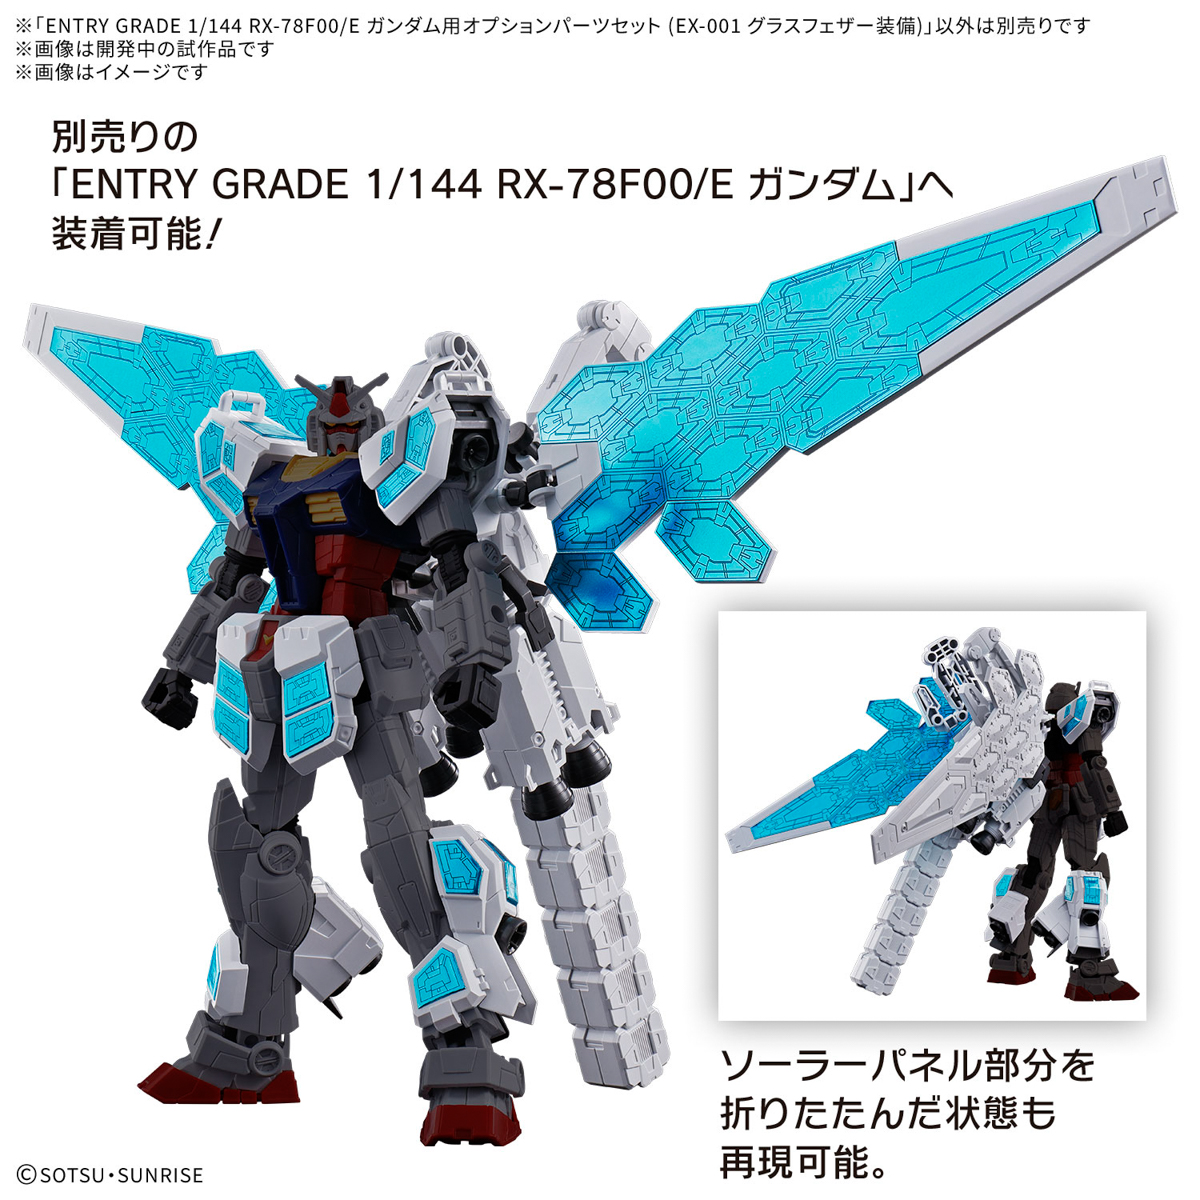 ※「ENTRY GRADE 1/144 RX-78F00/E ガンダム用オプションパーツセット (EX-001 グラスフェザー装備)」以外は別売りです
※画像は開発中の試作品です
※画像はイメージです
別売りの
「ENTRY GRADE 1/144 RX-78F00/E ガンダム」へ
装着可能!
ソーラーパネル部分を
折りたたんだ状態も
再現可能。
©SOTSU・SUNRISE